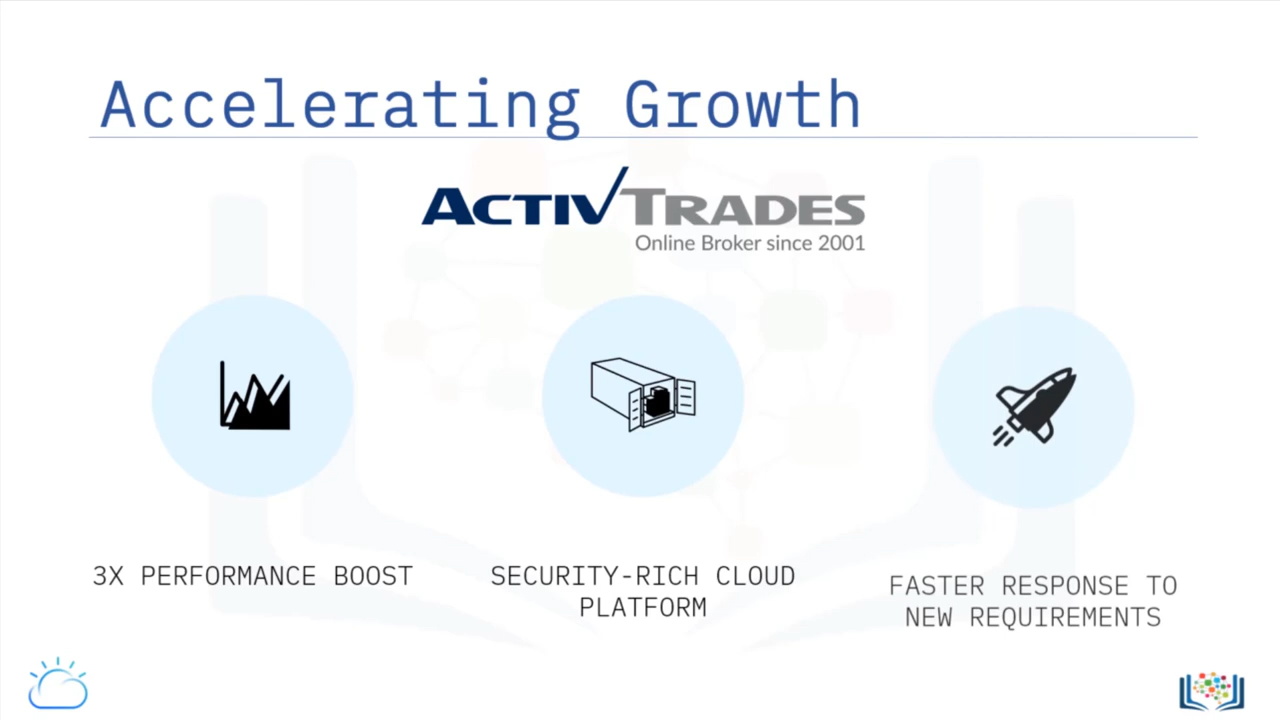 Accelerating Growth
ACTIVTRADES
Online Broker since 2001
3X PERFORMANCE BOOST
SECURITY-RICH CLOUD
PLATFORM
FASTER RESPONSE TO
NEW REQUIREMENTS